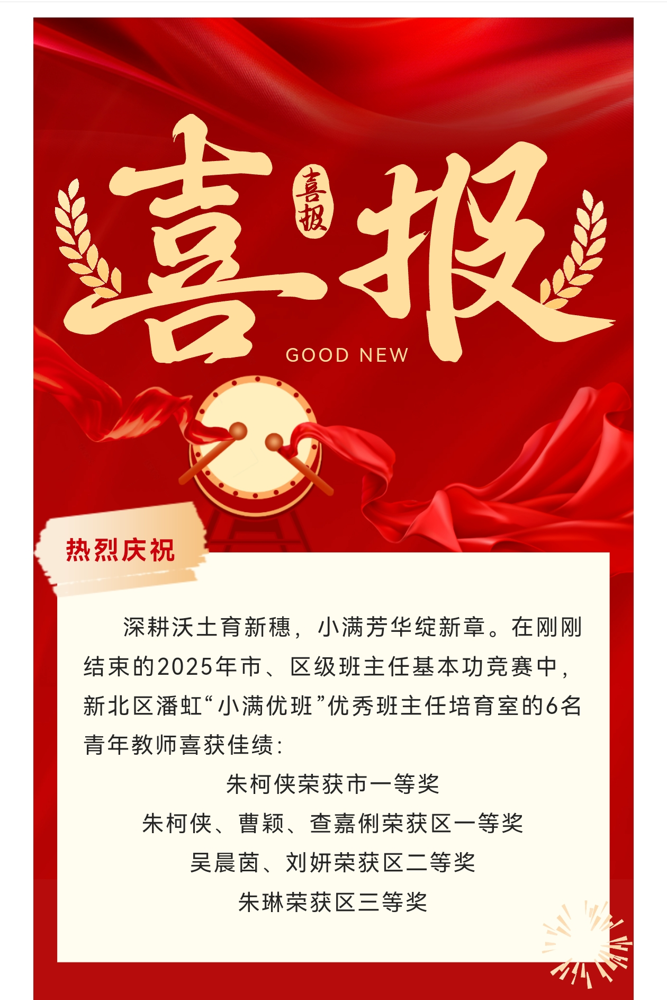 喜报
喜报
GOOD NEW
热烈庆祝
深耕沃土育新穗，小满芳华绽新章。在刚刚
结束的2025年市、区级班主任基本功竞赛中，
新北区潘虹“小满优班”优秀班主任培育室的6名
青年教师喜获佳绩：
朱柯侠荣获市一等奖
朱柯侠、曹颖、查嘉俐荣获区一等奖
吴晨茵、刘妍荣获区二等奖
朱琳荣获区三等奖